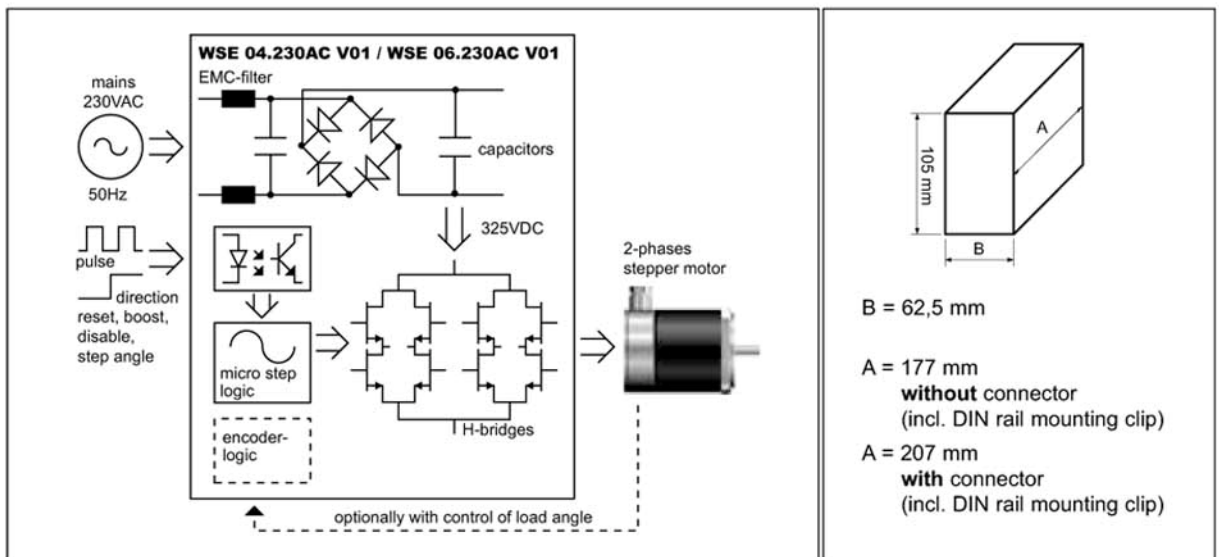 WSE 04.230AC V01 / WSE 06.230AC V01
EMC-filter
mains
230VAC
50Hz
capacitors
325VDC
pulse
direction
reset, boost,
disable,
step angle
micro step
logic
encoder-
logic
H-bridges
2-phases
stepper motor
optionally with control of load angle
105 mm
A
B
B = 62,5 mm
A = 177 mm
without connector
(incl. DIN rail mounting clip)
A = 207 mm
with connector
(incl. DIN rail mounting clip)